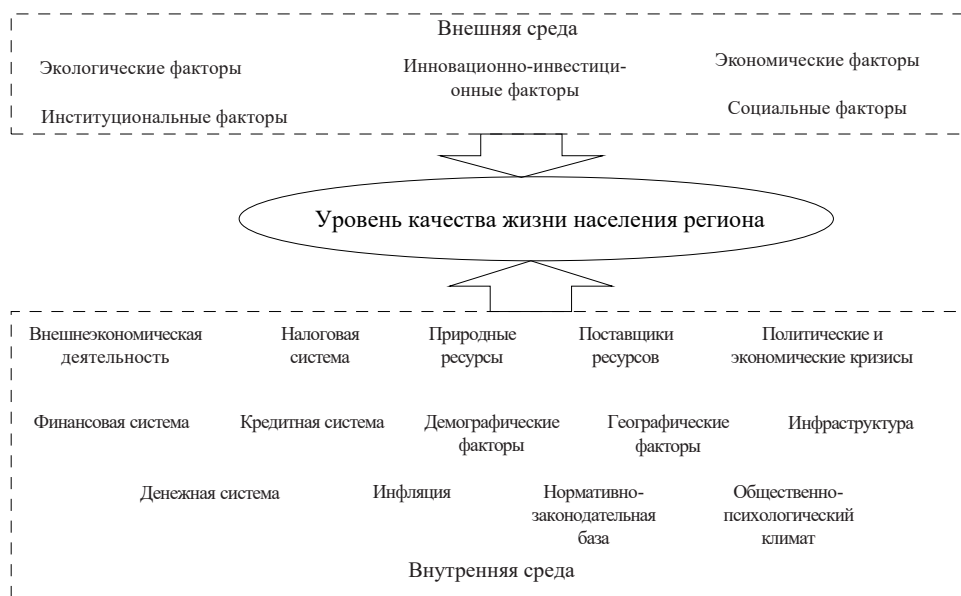 Внешняя среда
Экологические факторы
Инновационно-инвестици-
онные факторы
Экономические факторы
Институциональные факторы
Социальные факторы
Уровень качества жизни населения региона
Внешнеэкономическая
деятельность
Налоговая
система
Природные
ресурсы
Поставщики
ресурсов
Политические и
экономические кризисы
Финансовая система
Кредитная система
Демографические
факторы
Географические
факторы
Инфраструктура
Денежная система
Инфляция
Нормативно-
законодательная
база
Общественно-
психологический
климат
Внутренняя среда